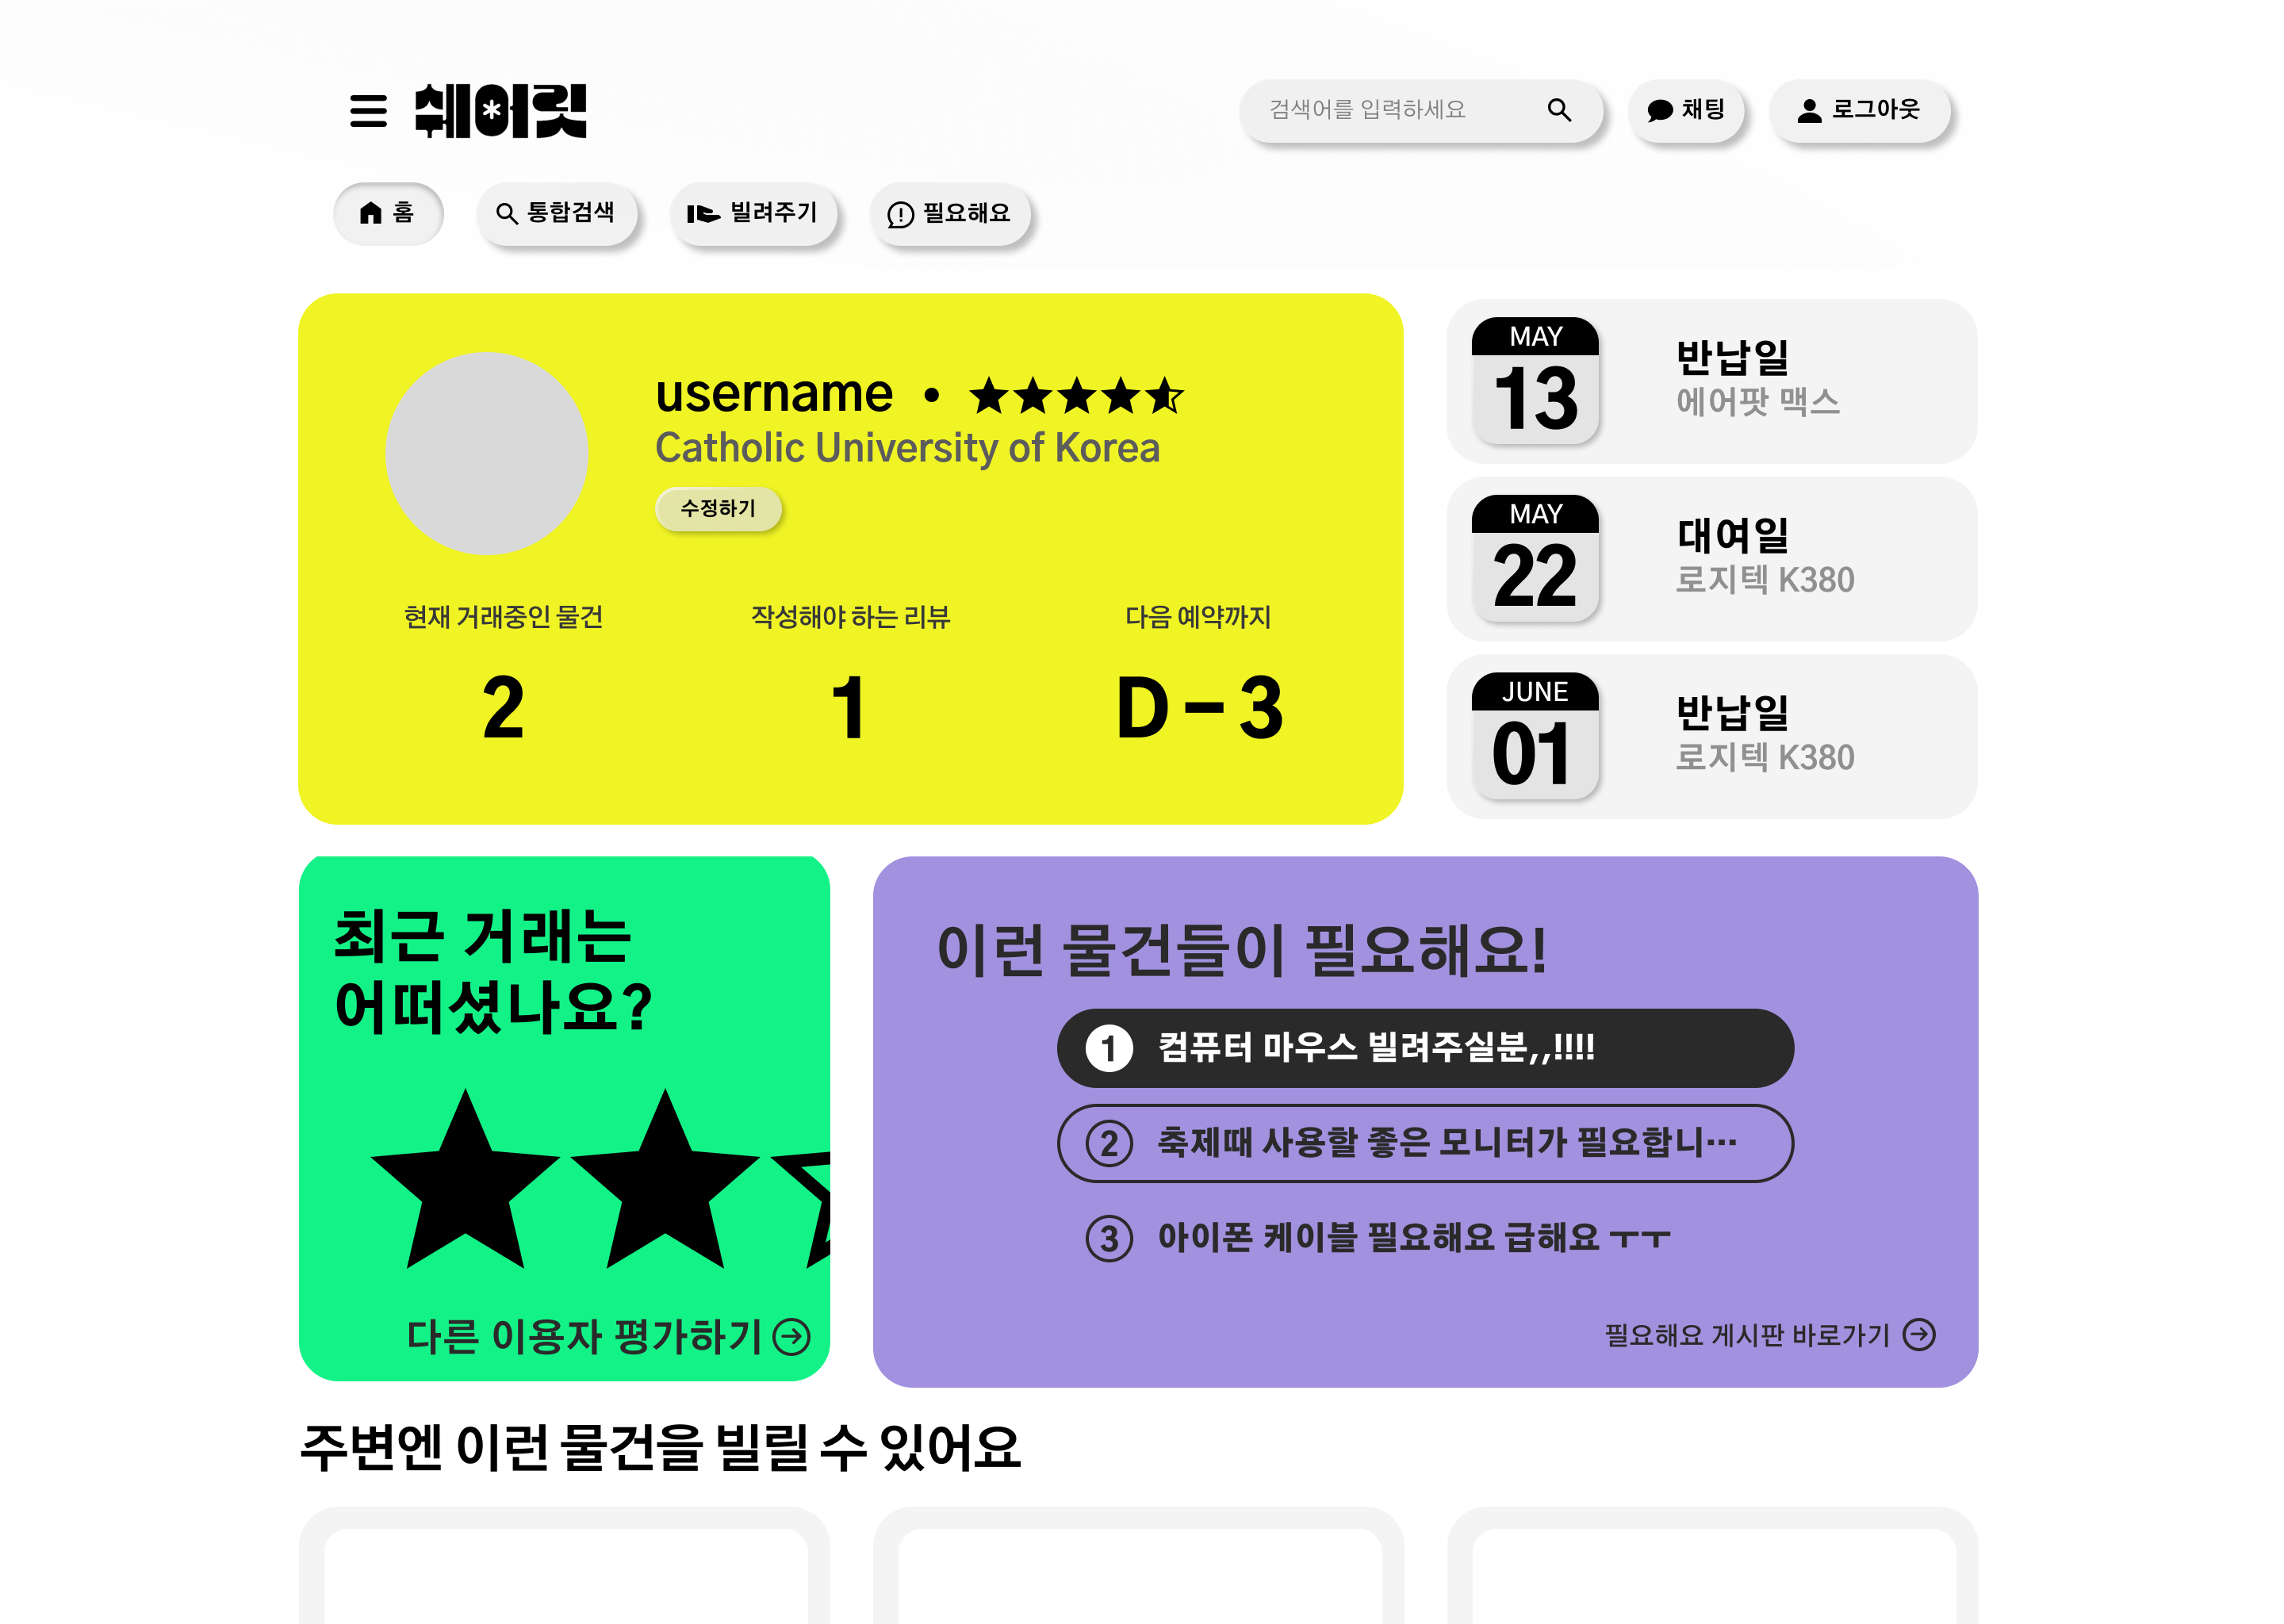 쉐어릿
검색어를 입력하세요
채팅
로그아웃
홈
통합검색
빌려주기
필요해요
username • 
Catholic University of Korea
수정하기
현재 거래중인 물건
2
작성해야 하는 리뷰
1
다음 예약까지
D - 3
MAY
13
반납일
에어팟 맥스
MAY
22
대여일
로지텍 K380
JUNE
01
반납일
로지텍 K380
최근 거래는
어떠셨나요?
다른 이용자 평가하기
이런 물건들이 필요해요!
1 컴퓨터 마우스 빌려주실분,,!!!!
2 축제때 사용할 좋은 모니터가 필요합니…
3 아이폰 케이블 필요해요 급해요 ㅜㅜ
필요해요 게시판 바로가기
주변엔 이런 물건을 빌릴 수 있어요